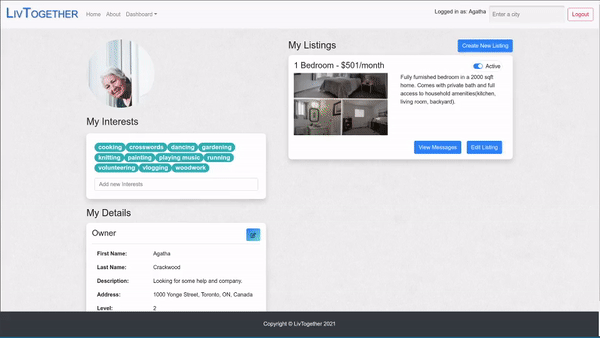 LivTogether
Home About Dashboard
Logged in as: Agatha
Enter a city
Logout
My Interests
cooking crosswords dancing gardening
knitting painting playing music running
volunteering vlogging woodwork
Add new Interests
My Details
Owner
First Name: Agatha
Last Name: Crackwood
Description: Looking for some help and company.
Address: 1000 Yonge Street, Toronto, ON, Canada
Level: 2
My Listings
Create New Listing
1 Bedroom - $501/month
Active
Fully furnished bedroom in a 2000 sqft
home. Comes with private bath and full
access to household amenities(kitchen,
living room, backyard).
View Messages
Edit Listing
Copyright © LivTogether 2021